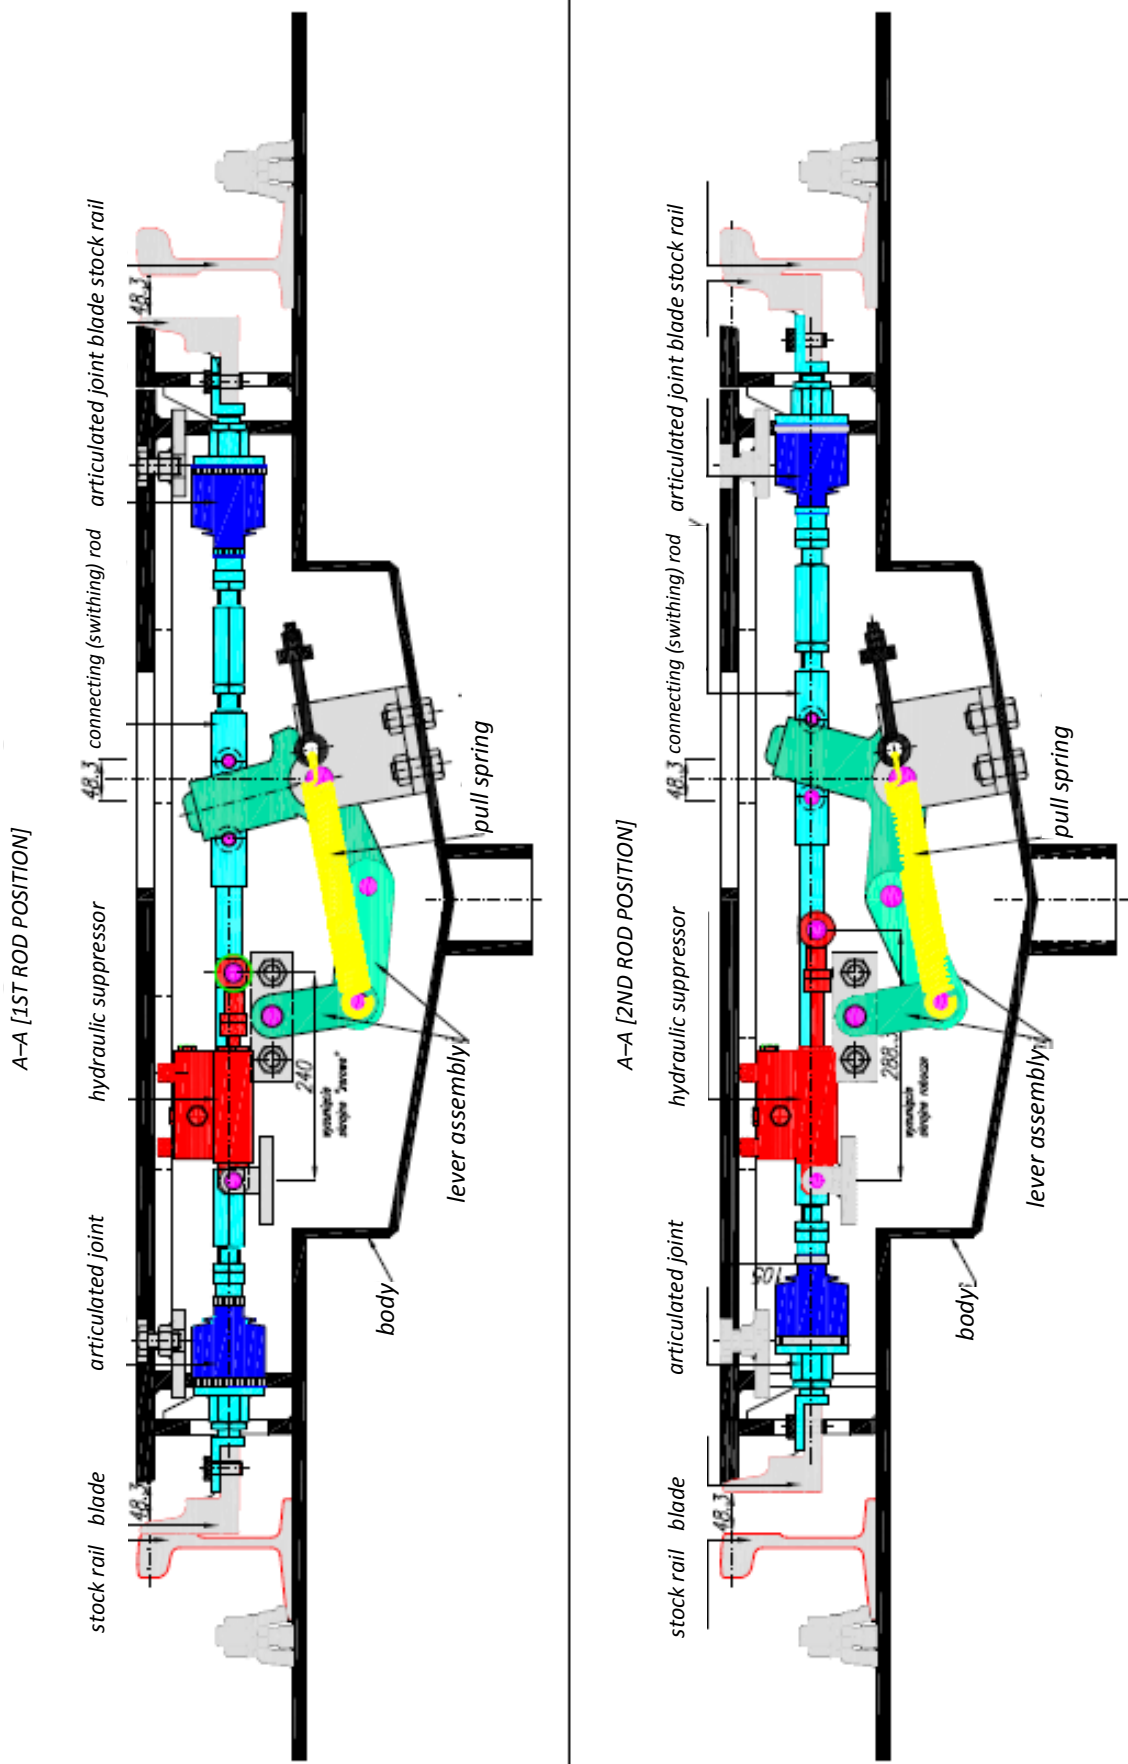 A–A [1ST ROD POSITION]
stock rail blade articulated joint hydraulic suppressor connecting (swithing) rod articulated joint blade stock rail
48.3
48.3
48.3
240
body
lever assembly
pull spring
A–A [2ND ROD POSITION]
stock rail blade articulated joint hydraulic suppressor connecting (swithing) rod articulated joint blade stock rail
48.3
48.3
105
288.3
body
lever assembly
pull spring